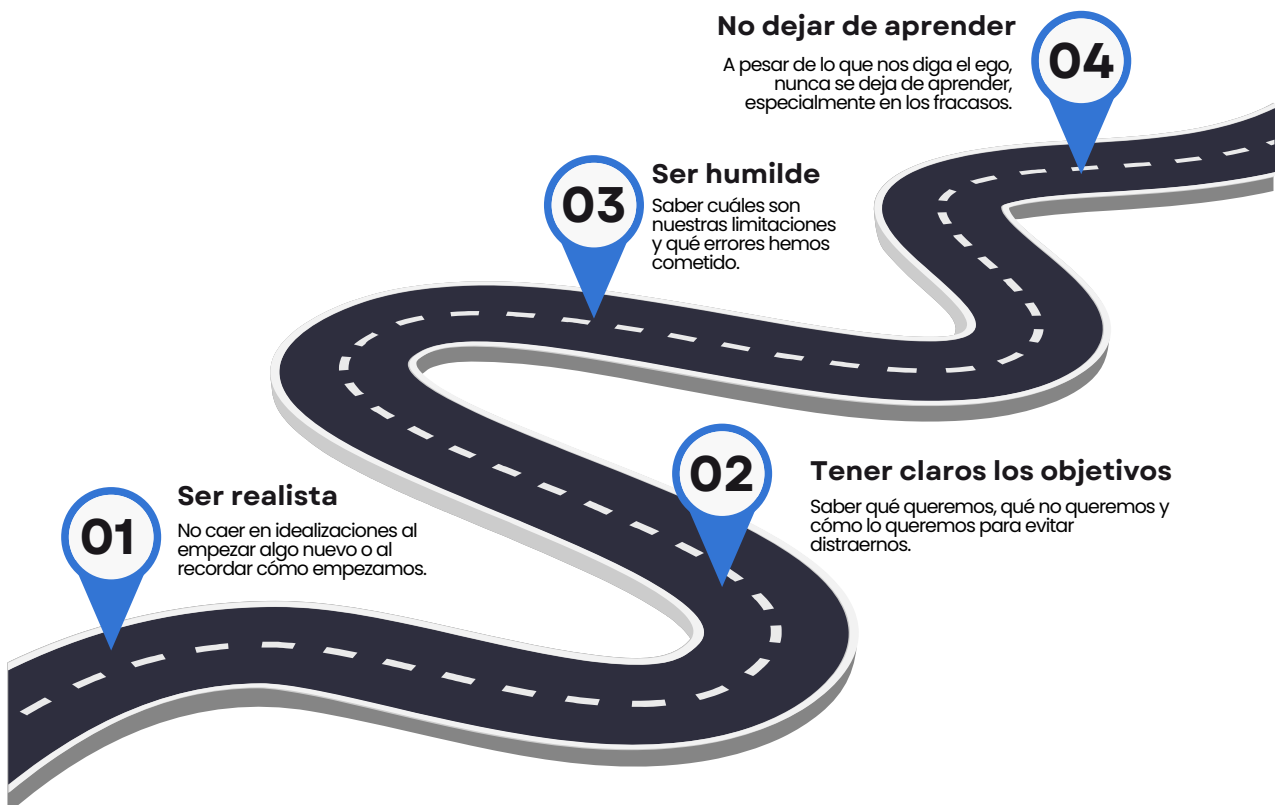 No dejar de aprender
A pesar de lo que nos diga el ego,
nunca se deja de aprender,
especialmente en los fracasos.
04
03
Ser humilde
Saber cuáles son
nuestras limitaciones
y qué errores hemos
cometido.
02
Tener claros los objetivos
Saber qué queremos, qué no queremos y
cómo lo queremos para evitar
distraernos.
01
Ser realista
No caer en idealizaciones al
empezar algo nuevo o al
recordar cómo empezamos.